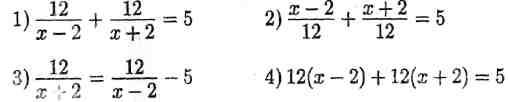 1) 12/(x − 2) + 12/(x + 2) = 5
2) (x − 2)/12 + (x + 2)/12 = 5
3) 12/(x + 2) = 12/(x − 2) − 5
4) 12(x − 2) + 12(x + 2) = 5